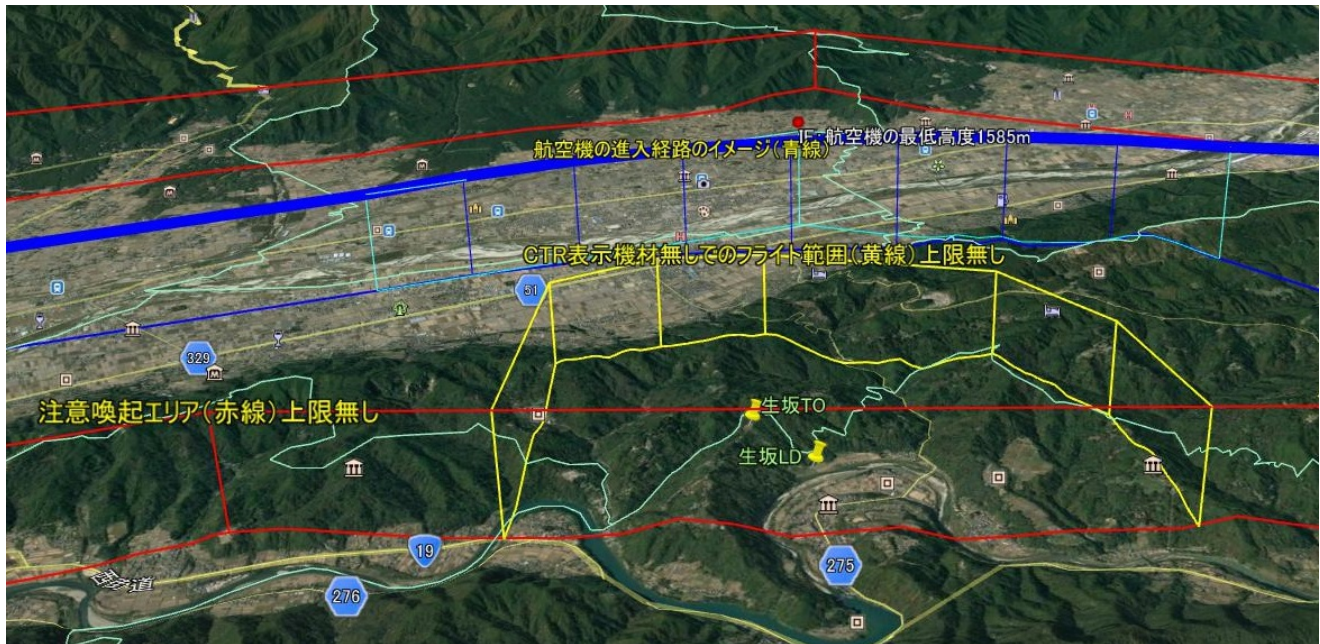 IF:航空機の最低高度1585m
航空機の進入経路のイメージ(青線)
CTR表示機材無しでのフライト範囲(黄線)上限無し
51
329
注意喚起エリア(赤線)上限無し
生坂TO
生坂LD
19
275
276